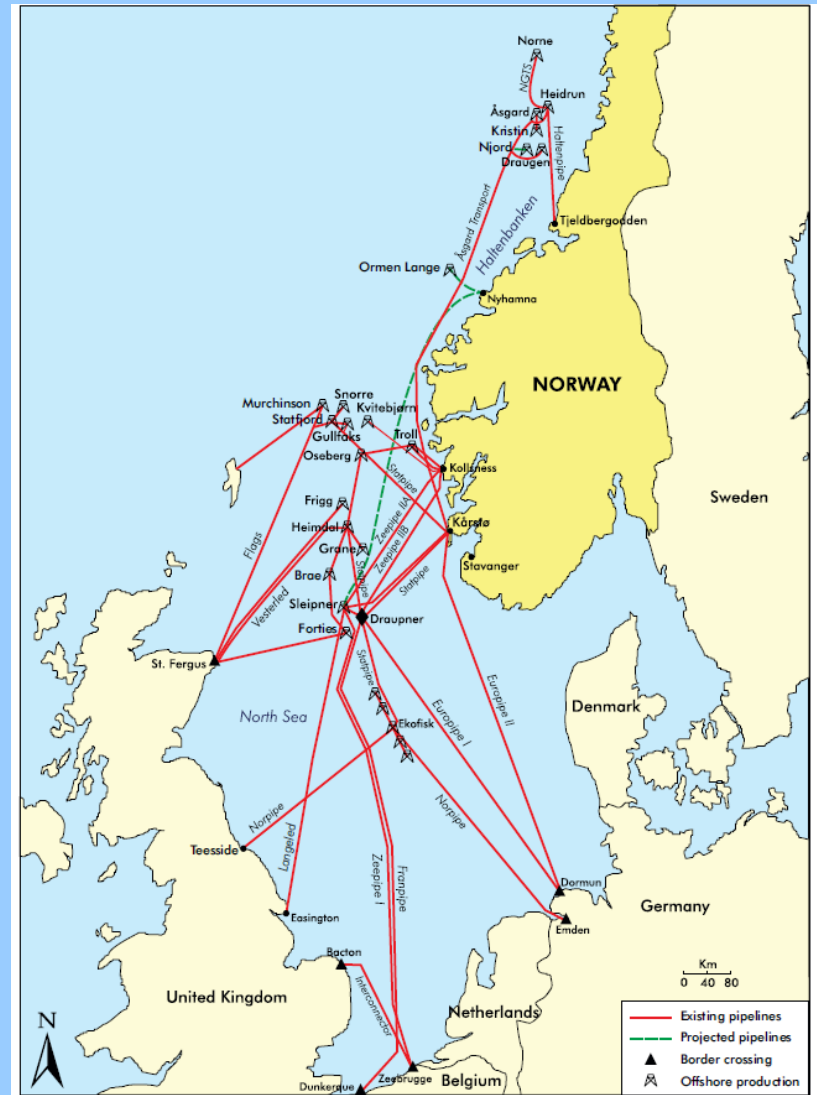 Norne
NGTS
Heidrun
Åsgard
Kristin
Njord
Draugen
Haltenpipe
Tjeldbergodden
Åsgard Transport
Haltenbanken
Ormen Lange
Nyhamna
NORWAY
Murchinson
Snorre
Statfjord
Kvitebjørn
Gullfaks
Troll
Oseberg
Kollsness
Statpipe
Sweden
Frigg
Zeepipe IIA
Zeepipe IIB
Heimdal
Kårstø
Grane
Stavanger
Flags
Vesterled
Brae
Statpipe
Statpipe
Sleipner
Draupner
Forties
St. Fergus
North Sea
Statpipe
Ekofisk
Europipe I
Europipe II
Denmark
Norpipe
Norpipe
Teesside
Langeled
Zeepipe I
Franpipe
Dormun
Germany
Easington
Emden
Bacton
Km
0 40 80
United Kingdom
Interconnector
Netherlands
N
Zeebrugge
Belgium
Dunkerque
Existing pipelines
Projected pipelines
Border crossing
Offshore production